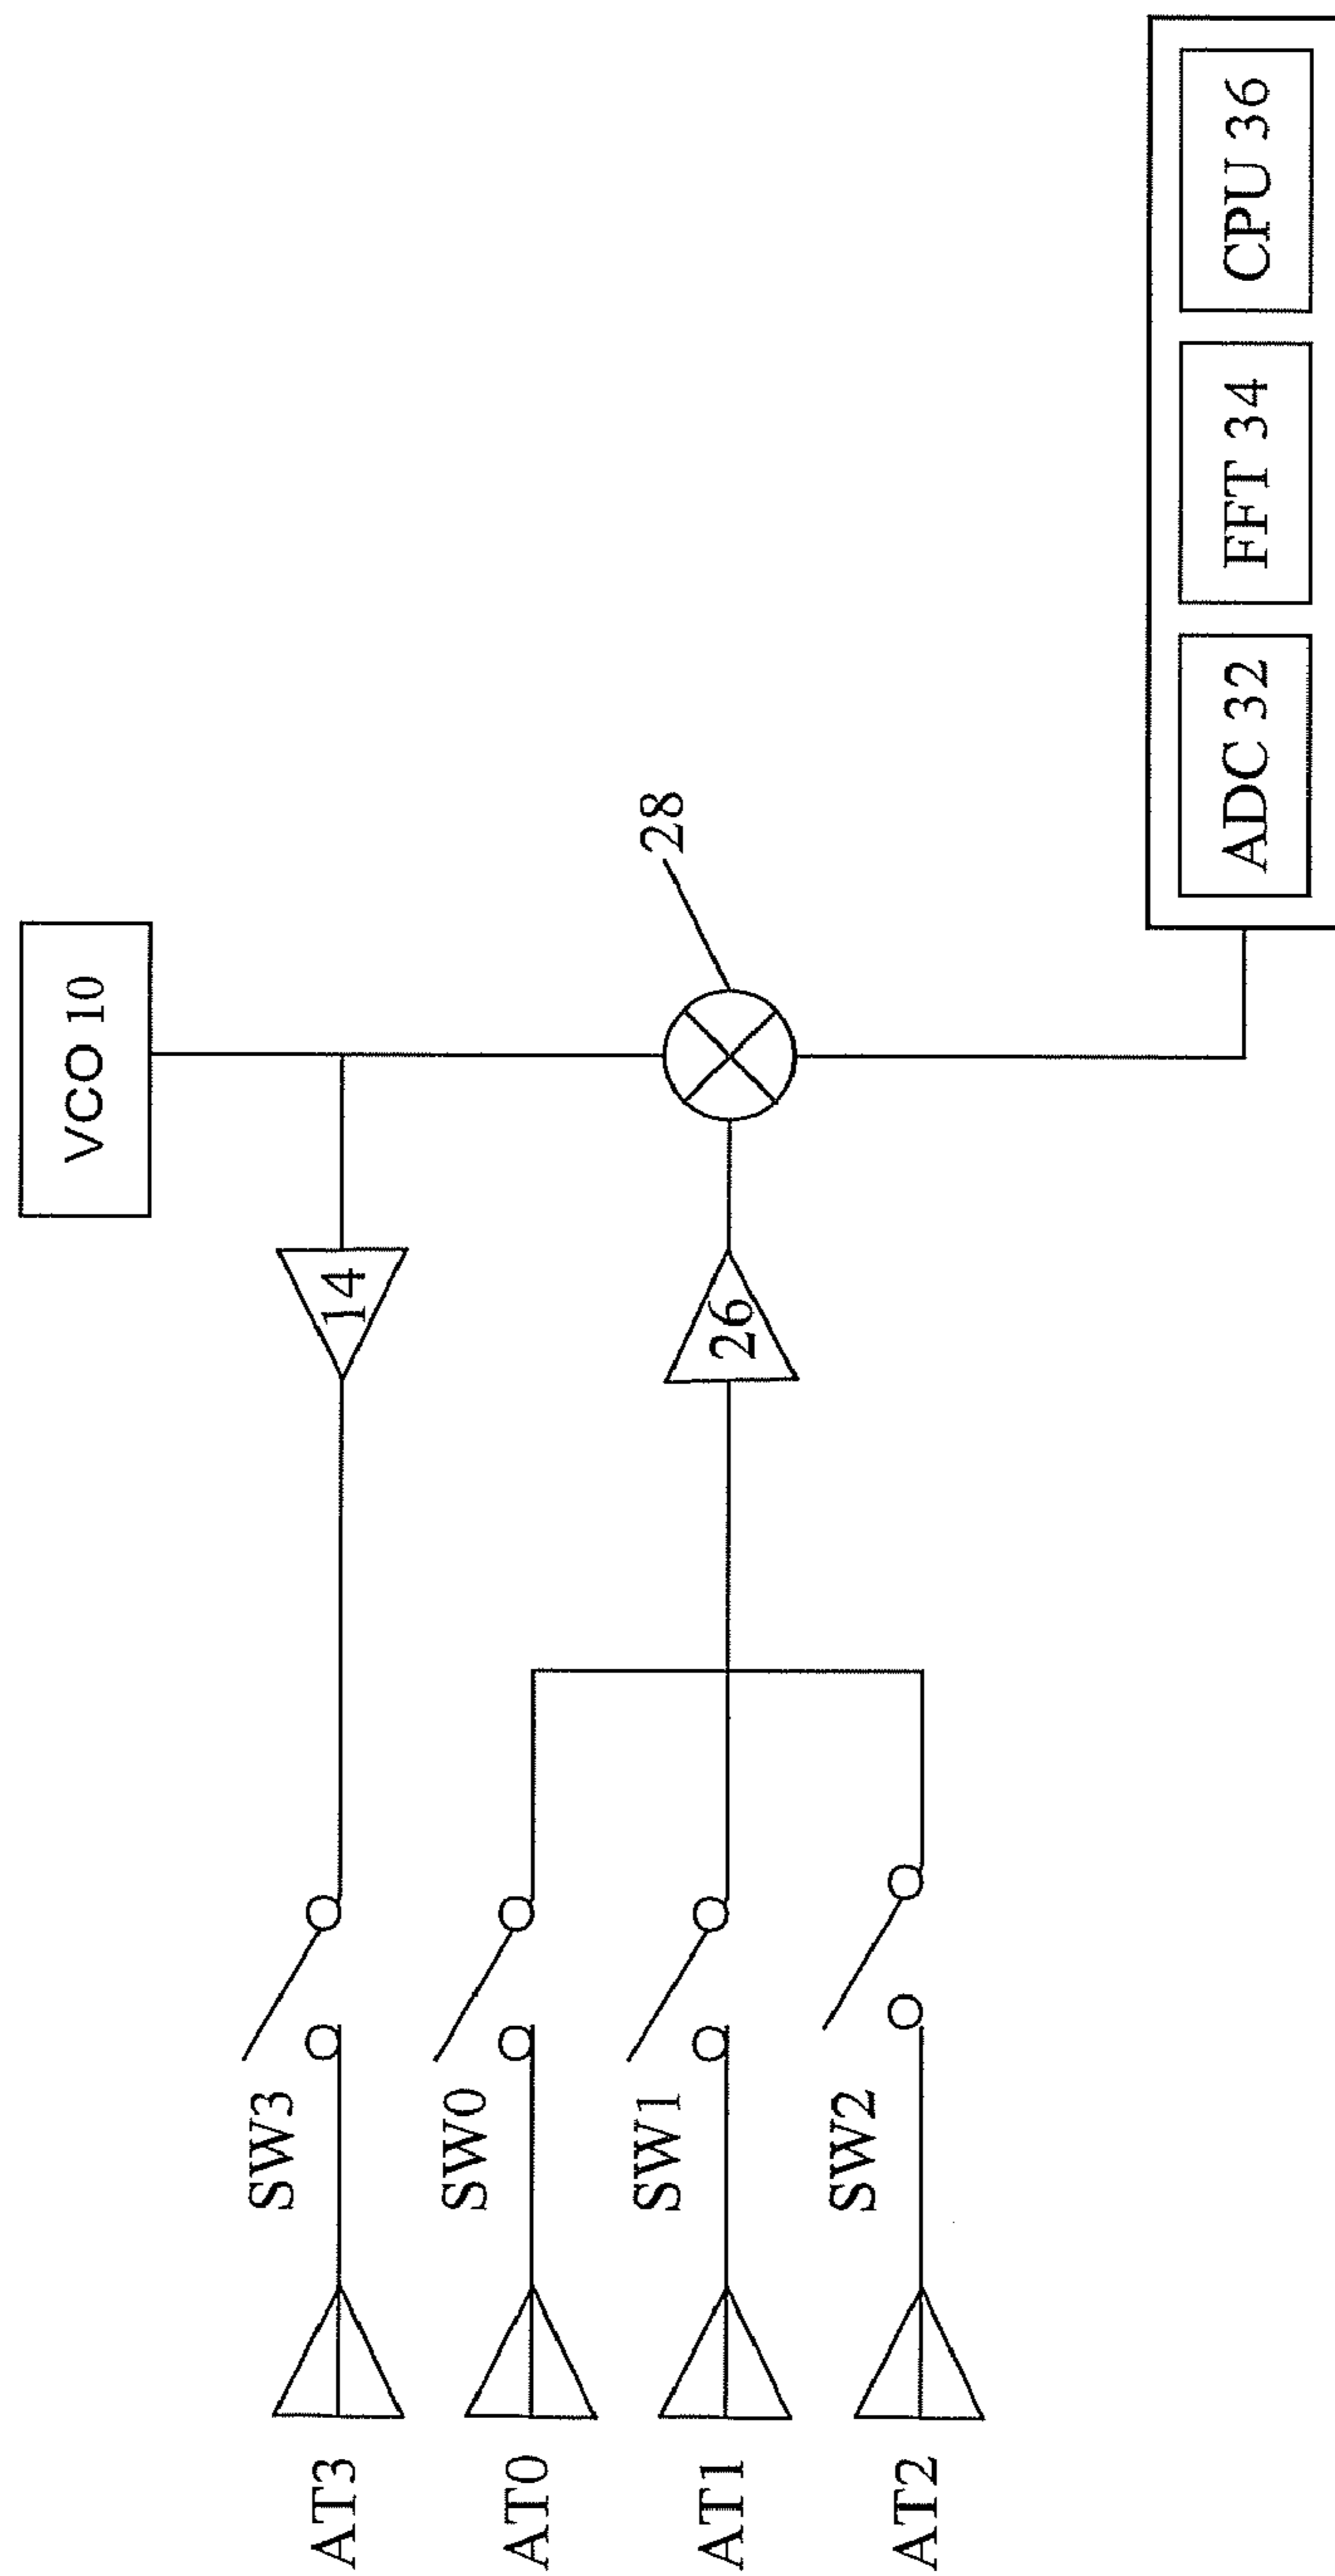 VCO 10
14
SW3
AT3
SW0
AT0
28
26
SW1
AT1
SW2
AT2
ADC 32
FFT 34
CPU 36